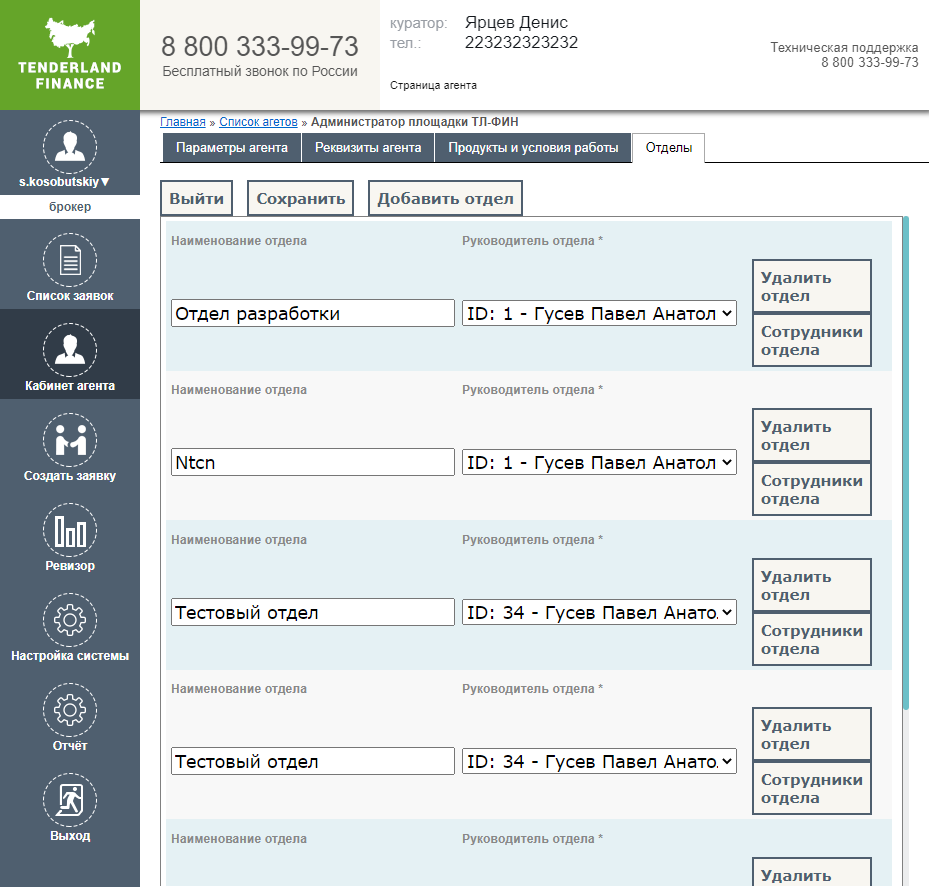 TENDERLAND
FINANCE
8 800 333-99-73
Бесплатный звонок по России
куратор: Ярцев Денис
тел.: 223232323232
Страница агента
Техническая поддержка
8 800 333-99-73
s.kosobutskiy▼
брокер
Список заявок
Кабинет агента
Создать заявку
Ревизор
Настройка системы
Отчёт
Выход
Главная » Список агетов » Администратор площадки ТЛ-ФИН
Параметры агента Реквизиты агента Продукты и условия работы Отделы
Выйти Сохранить Добавить отдел
Наименование отдела Руководитель отдела *
Отдел разработки ID: 1 - Гусев Павел Анатол
Удалить
отдел
Сотрудники
отдела
Наименование отдела Руководитель отдела *
Ntcn ID: 1 - Гусев Павел Анатол
Удалить
отдел
Сотрудники
отдела
Наименование отдела Руководитель отдела *
Тестовый отдел ID: 34 - Гусев Павел Анато.
Удалить
отдел
Сотрудники
отдела
Наименование отдела Руководитель отдела *
Тестовый отдел ID: 34 - Гусев Павел Анато.
Удалить
отдел
Сотрудники
отдела
Наименование отдела Руководитель отдела *
Удалить